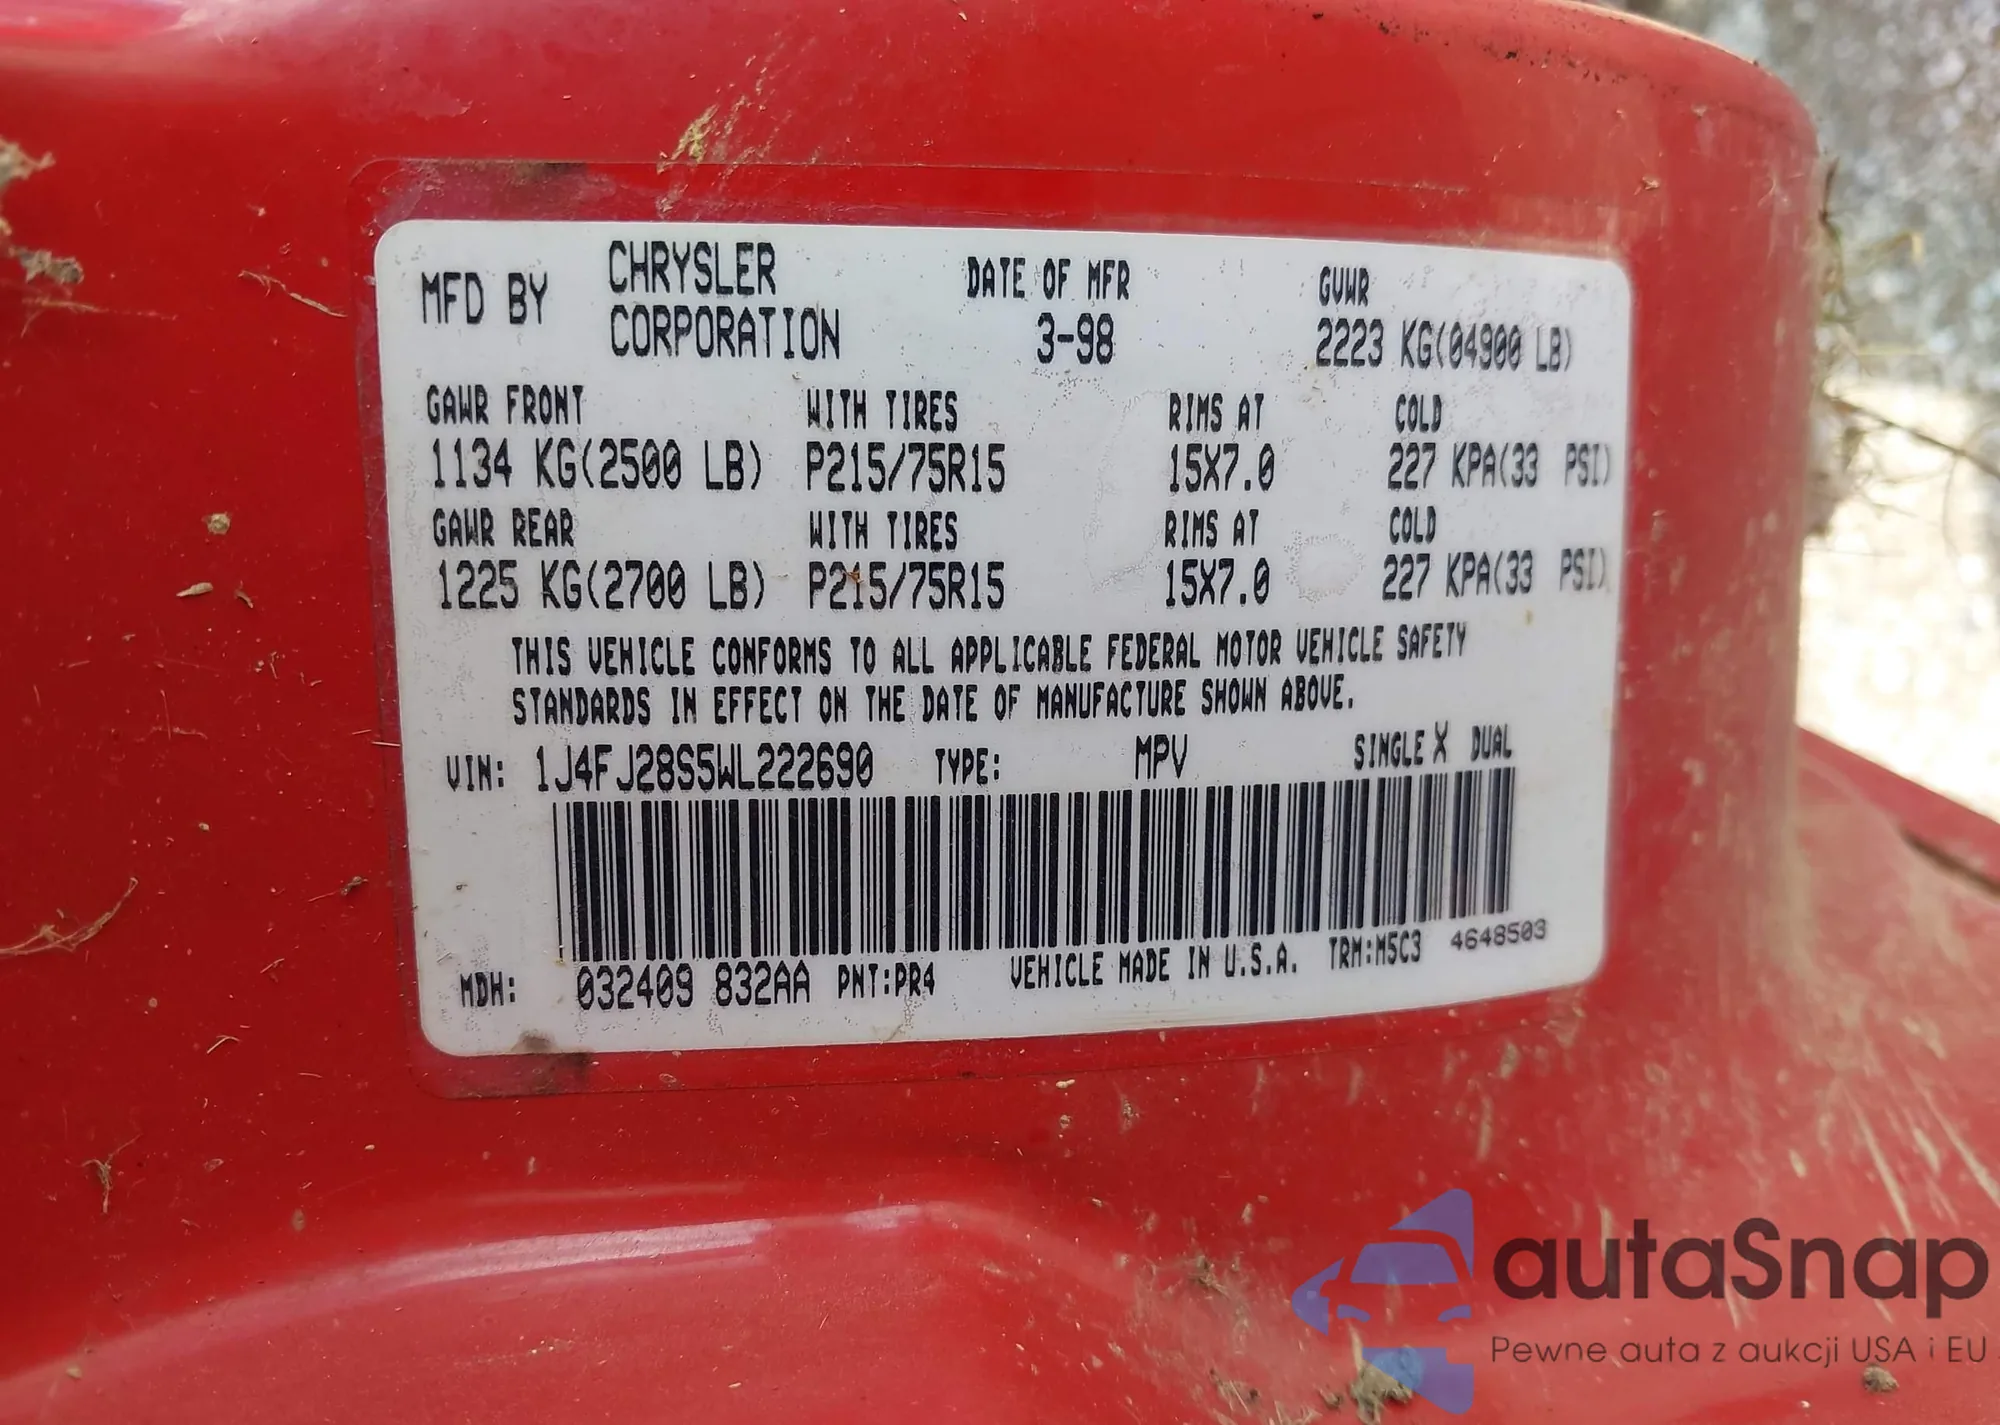 MFD BY CHRYSLER CORPORATION DATE OF MFR 3-98 GVWR 2223 KG(04900 LB)
GAWR FRONT WITH TIRES RIMS AT COLD
1134 KG(2500 LB) P215/75R15 15X7.0 227 KPA(33 PSI)
GAWR REAR WITH TIRES RIMS AT COLD
1225 KG(2700 LB) P215/75R15 15X7.0 227 KPA(33 PSI)
THIS VEHICLE CONFORMS TO ALL APPLICABLE FEDERAL MOTOR VEHICLE SAFETY
STANDARDS IN EFFECT ON THE DATE OF MANUFACTURE SHOWN ABOVE.
VIN: 1J4FJ28S5WL222690 TYPE: MPV SINGLE X DUAL
MDH: 032409 832AA PNT:PR4 VEHICLE MADE IN U.S.A. TRM:M5C3 4648503
autaSnap
Pewne auta z aukcji USA i EU